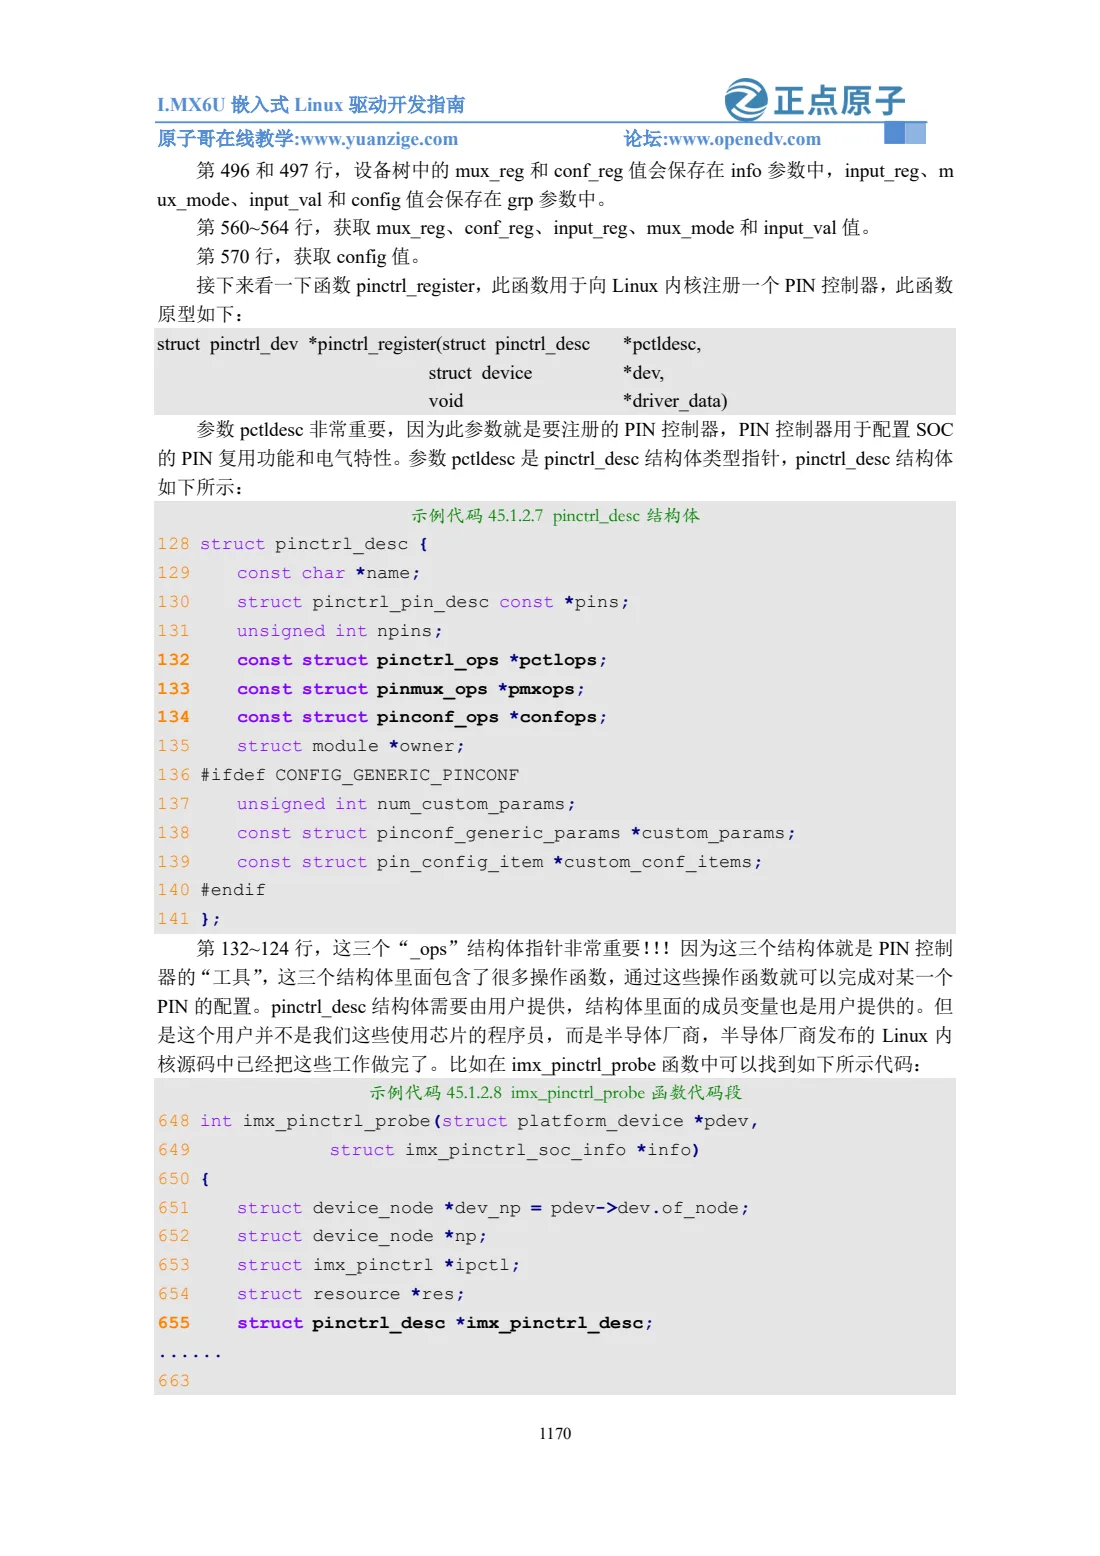 I.MX6U 嵌入式 Linux 驱动开发指南
正点原子
原子哥在线教学:www.yuanzige.com 论坛:www.openedv.com
第 496 和 497 行，设备树中的 mux_reg 和 conf_reg 值会保存在 info 参数中，input_reg、m
ux_mode、input_val 和 config 值会保存在 grp 参数中。
第 560~564 行，获取 mux_reg、conf_reg、input_reg、mux_mode 和 input_val 值。
第 570 行，获取 config 值。
接下来看一下函数 pinctrl_register，此函数用于向 Linux 内核注册一个 PIN 控制器，此函数
原型如下：
struct pinctrl_dev *pinctrl_register(struct pinctrl_desc *pctldesc,
struct device *dev,
void *driver_data)
参数 pctldesc 非常重要，因为此参数就是要注册的 PIN 控制器，PIN 控制器用于配置 SOC
的 PIN 复用功能和电气特性。参数 pctldesc 是 pinctrl_desc 结构体类型指针，pinctrl_desc 结构体
如下所示：
示例代码 45.1.2.7 pinctrl_desc 结构体
128 struct pinctrl_desc {
129 const char *name;
130 struct pinctrl_pin_desc const *pins;
131 unsigned int npins;
132 const struct pinctrl_ops *pctlops;
133 const struct pinmux_ops *pmxops;
134 const struct pinconf_ops *confops;
135 struct module *owner;
136 #ifdef CONFIG_GENERIC_PINCONF
137 unsigned int num_custom_params;
138 const struct pinconf_generic_params *custom_params;
139 const struct pin_config_item *custom_conf_items;
140 #endif
141 };
第 132~124 行，这三个“_ops”结构体指针非常重要！！！因为这三个结构体就是 PIN 控制
器的“工具”，这三个结构体里面包含了很多操作函数，通过这些操作函数就可以完成对某一个
PIN 的配置。pinctrl_desc 结构体需要由用户提供，结构体里面的成员变量也是用户提供的。但
是这个用户并不是我们这些使用芯片的程序员，而是半导体厂商，半导体厂商发布的 Linux 内
核源码中已经把这些工作做完了。比如在 imx_pinctrl_probe 函数中可以找到如下所示代码：
示例代码 45.1.2.8 imx_pinctrl_probe 函数代码段
648 int imx_pinctrl_probe(struct platform_device *pdev,
649 struct imx_pinctrl_soc_info *info)
650 {
651 struct device_node *dev_np = pdev->dev.of_node;
652 struct device_node *np;
653 struct imx_pinctrl *ipctl;
654 struct resource *res;
655 struct pinctrl_desc *imx_pinctrl_desc;
......
663
1170